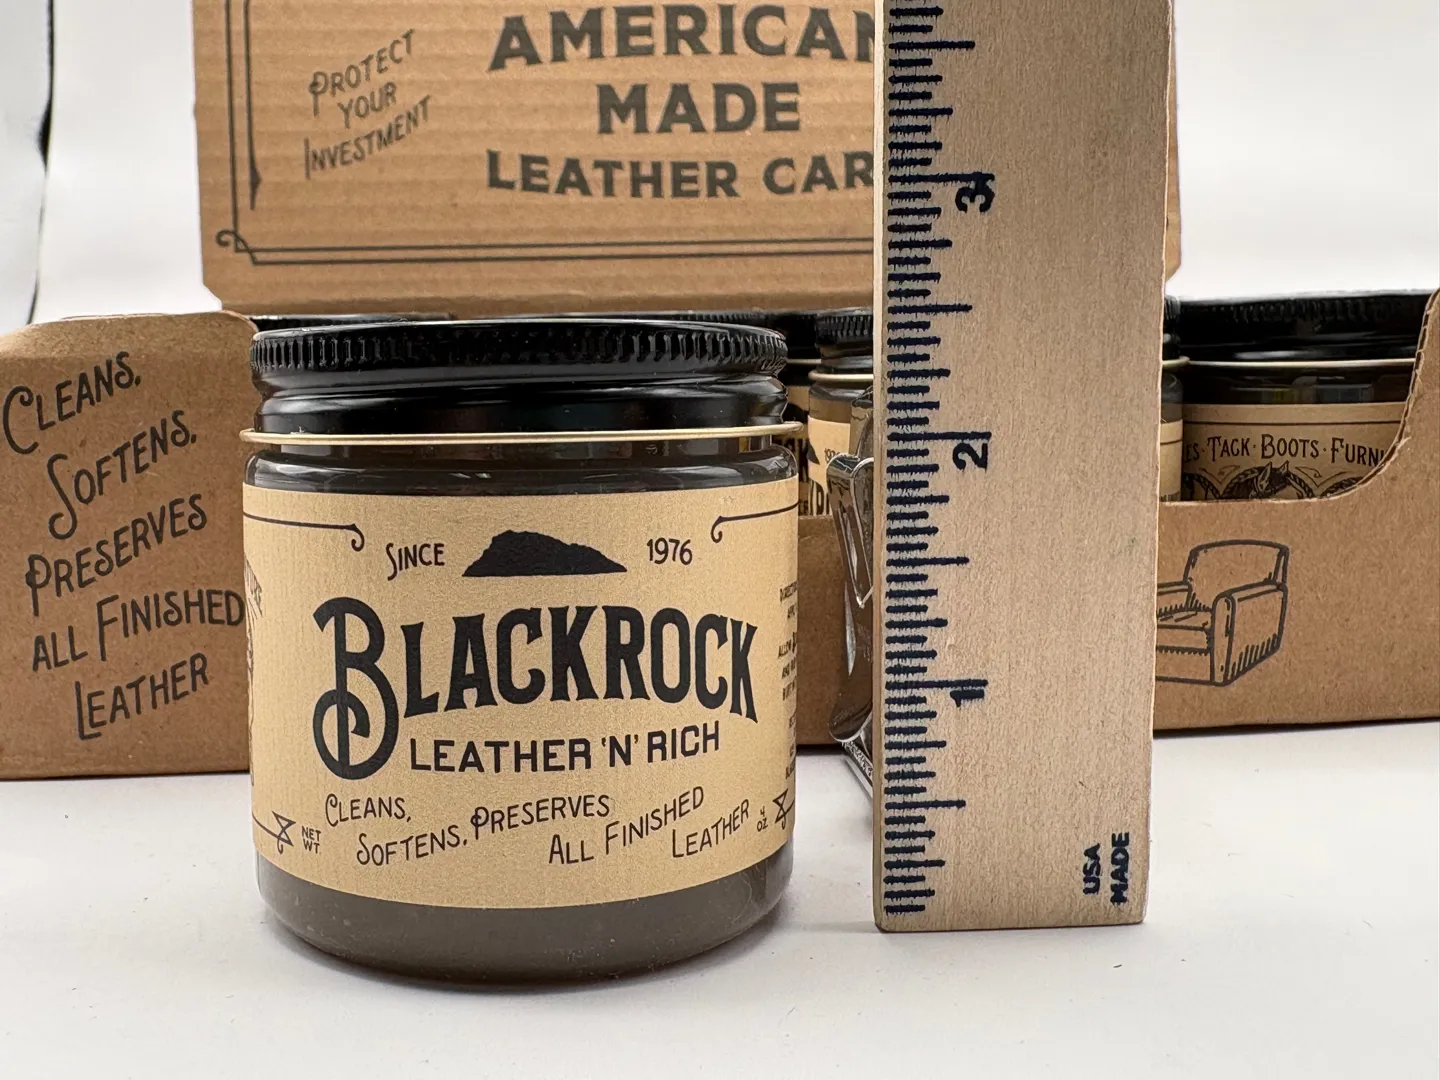 PROTECT
YOUR
INVESTMENT
AMERICAN
MADE
LEATHER CAR
CLEANS,
SOFTENS,
PRESERVES
ALL FINISHED
LEATHER
SINCE 1976
BLACKROCK
LEATHER 'N' RICH
CLEANS,
SOFTENS, PRESERVES
ALL FINISHED
LEATHER
NET
WT.
4
OZ
3
2
1
USA
MADE
TACK · BOOTS · FURNI